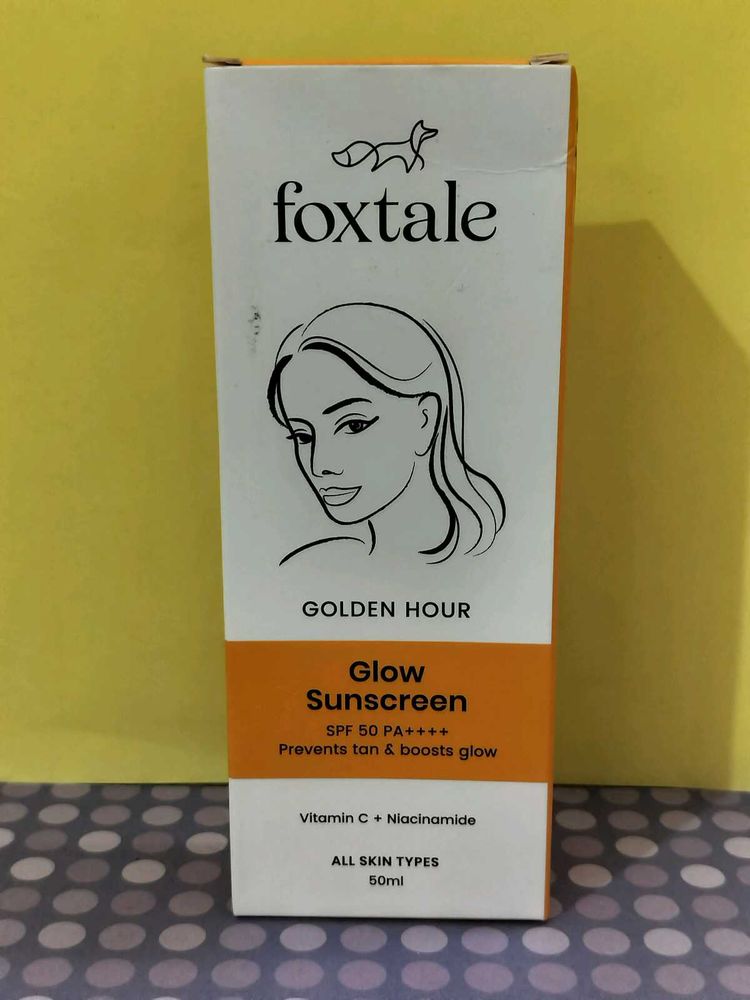 foxtale
GOLDEN HOUR
Glow
Sunscreen
SPF 50 PA++++
Prevents tan & boosts glow
Vitamin C + Niacinamide
ALL SKIN TYPES
50ml